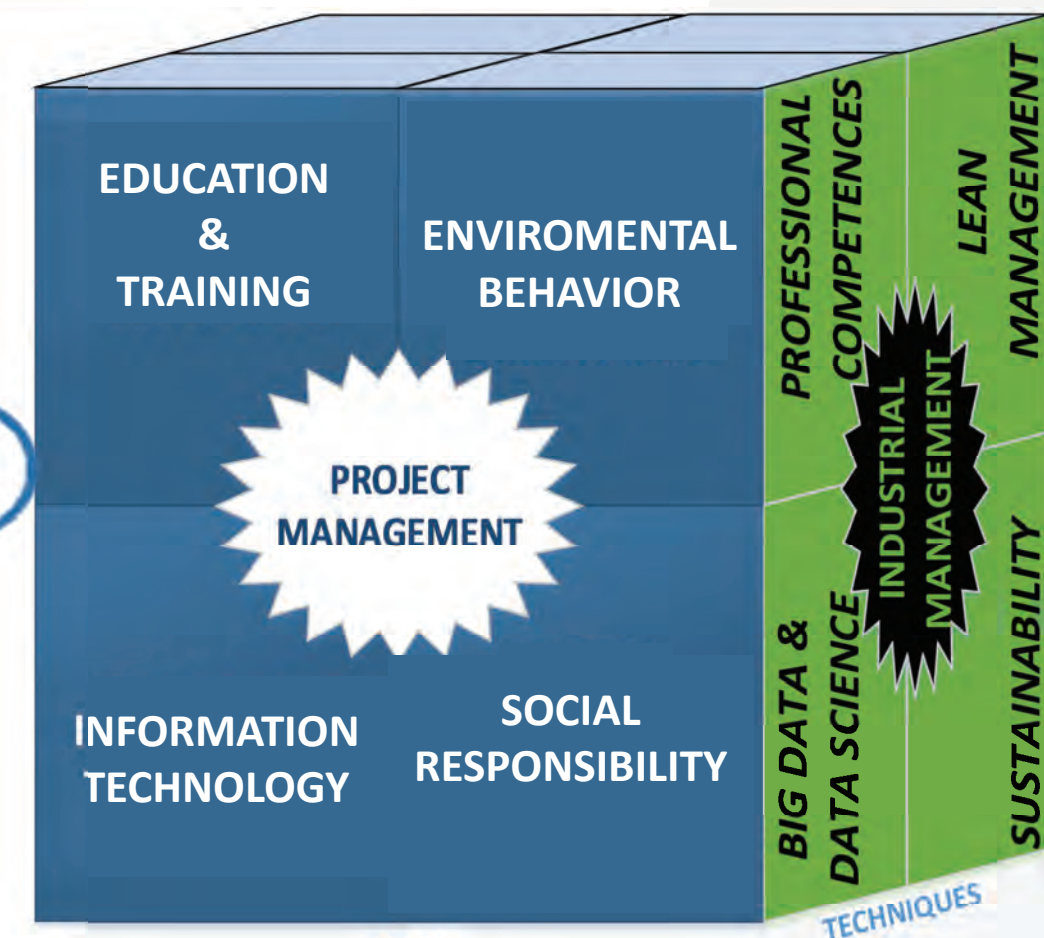 EDUCATION
&
TRAINING
ENVIROMENTAL
BEHAVIOR
PROJECT
MANAGEMENT
INFORMATION
TECHNOLOGY
SOCIAL
RESPONSIBILITY
PROFESSIONAL
COMPETENCES
LEAN
MANAGEMENT
INDUSTRIAL
MANAGEMENT
BIG DATA &
DATA SCIENCE
SUSTAINABILITY
TECHNIQUES